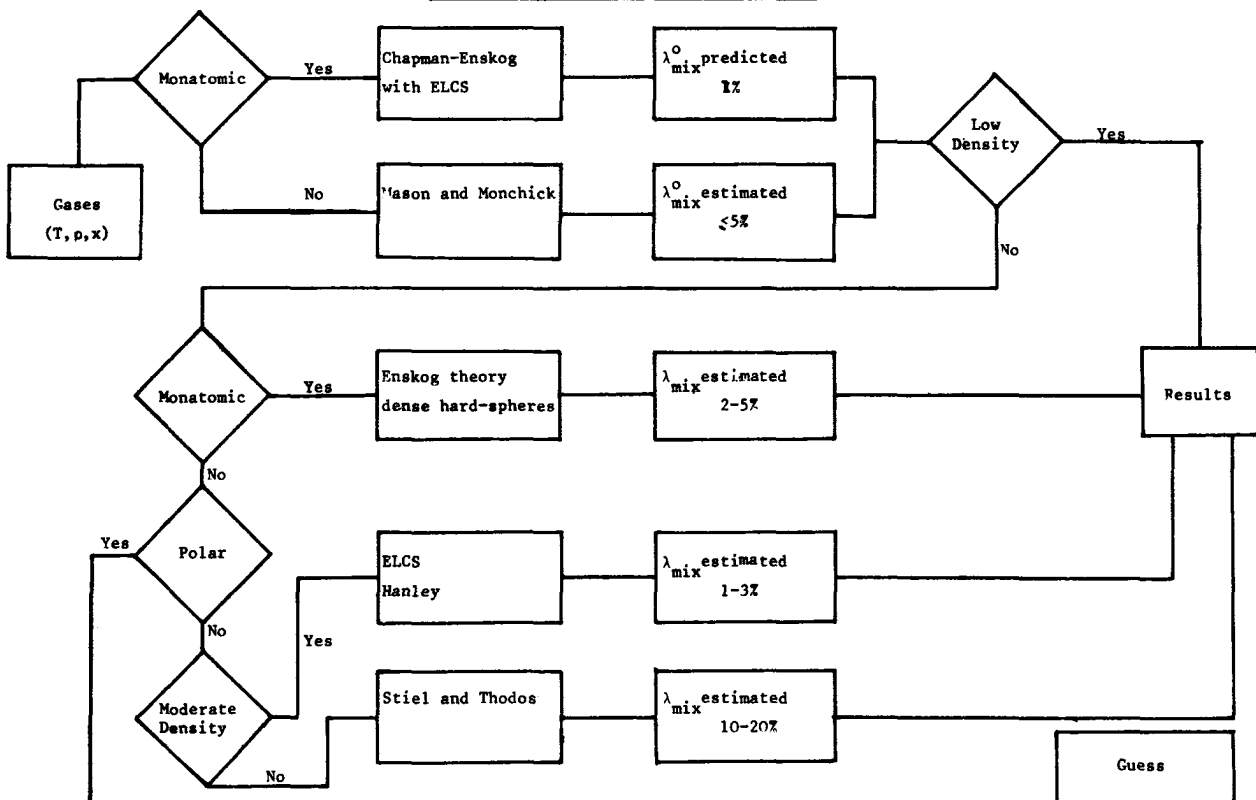 Monatomic
Yes
Chapman-Enskog
with ELCS
λ°mix predicted
1%
Low
Density
Yes
Gases
(T,ρ,x)
No
Mason and Monchick
λ°mix estimated
≤5%
No
Monatomic
Yes
Enskog theory
dense hard-spheres
λmix estimated
2-5%
Results
No
Yes
Polar
ELCS
Hanley
λmix estimated
1-3%
No
Yes
Moderate
Density
Stiel and Thodos
λmix estimated
10-20%
No
Guess